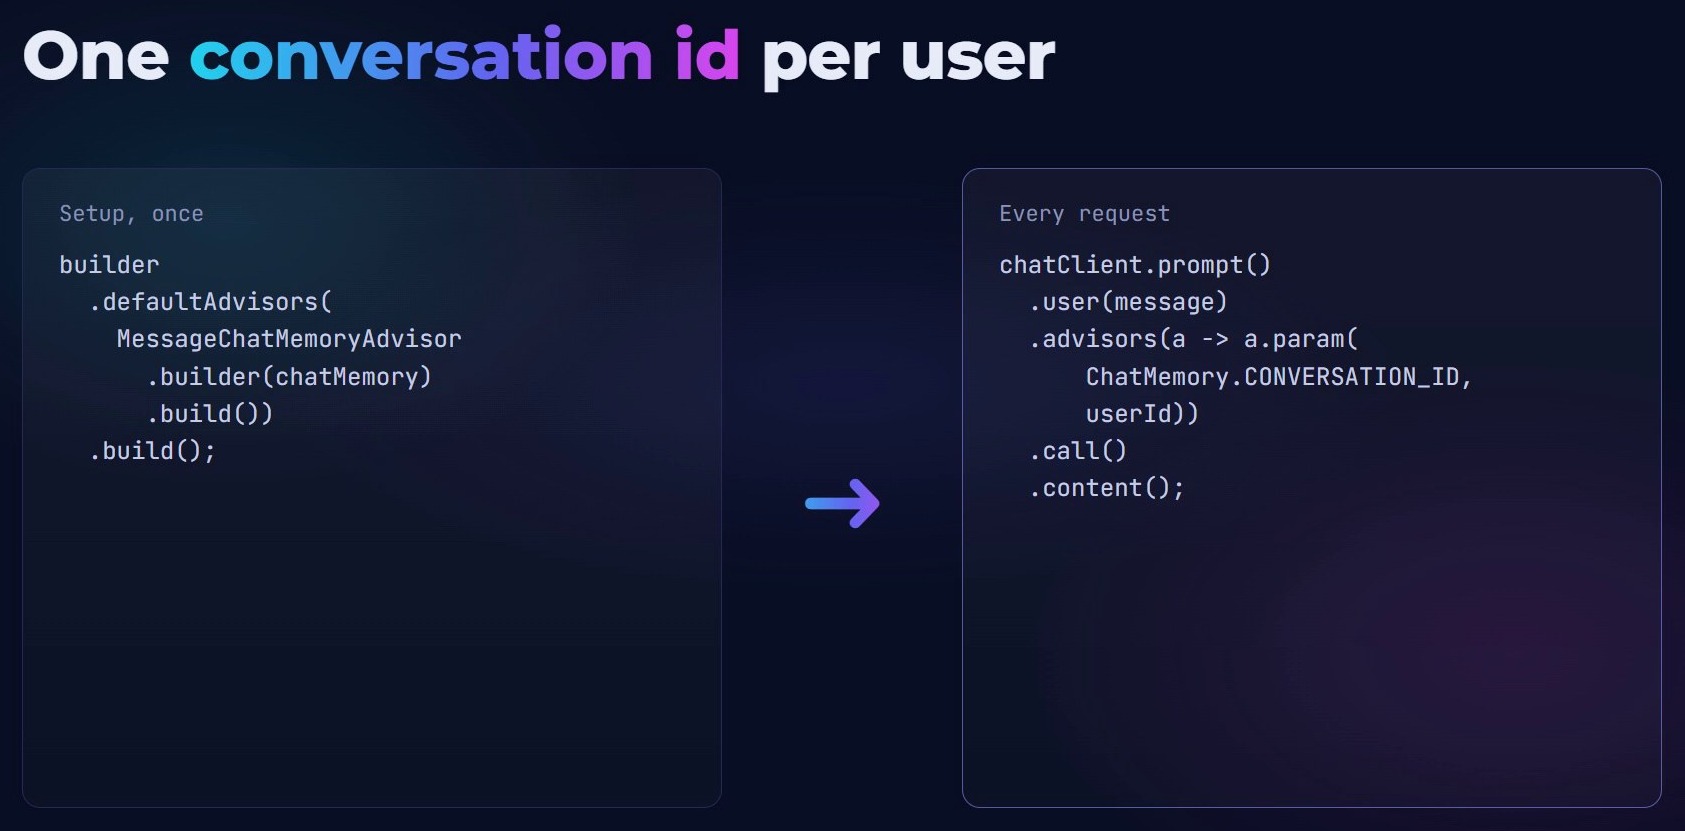 One conversation id per user
Setup, once
builder
  .defaultAdvisors(
    MessageChatMemoryAdvisor
      .builder(chatMemory)
      .build())
  .build();
Every request
chatClient.prompt()
  .user(message)
  .advisors(a -> a.param(
      ChatMemory.CONVERSATION_ID,
      userId))
  .call()
  .content();